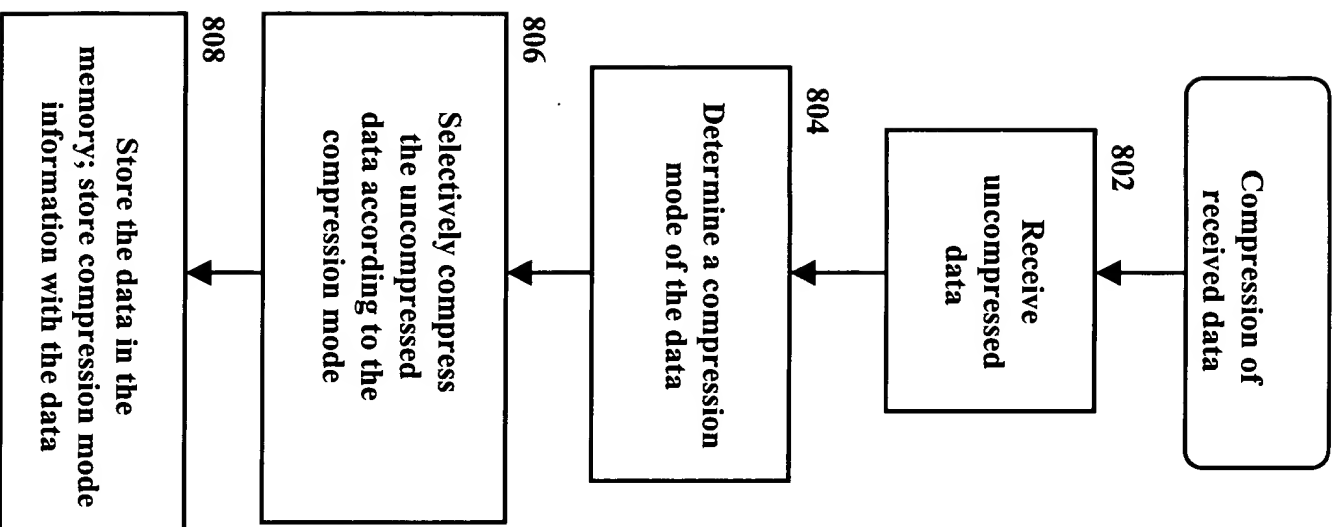 Compression of
received data
802
Receive
uncompressed
data
804
Determine a compression
mode of the data
806
Selectively compress
the uncompressed
data according to the
compression mode
808
Store the data in the
memory; store compression mode
information with the data